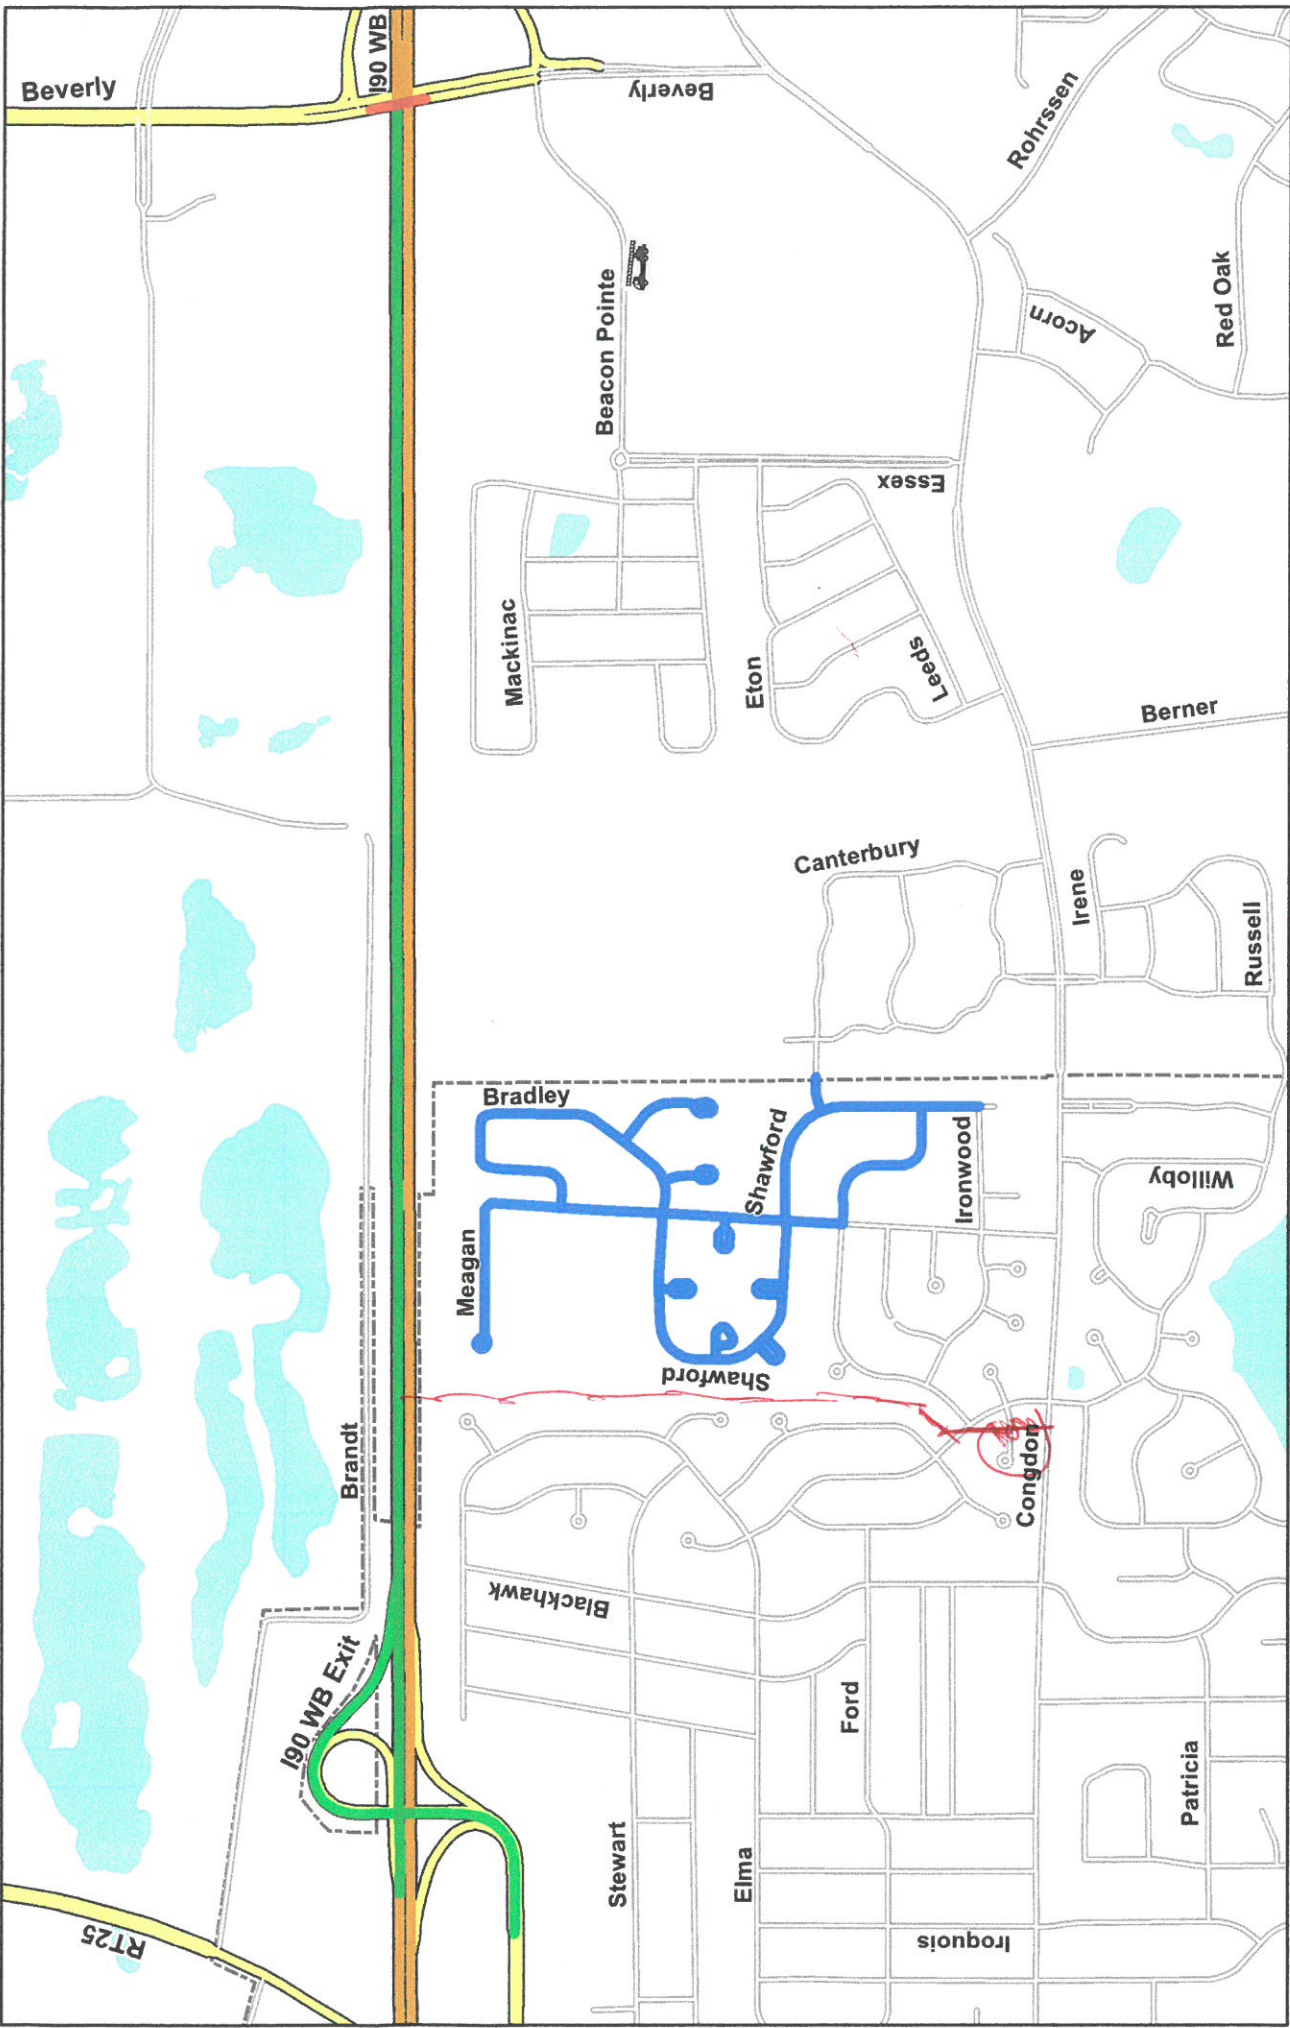 Beverly
I90 WB
Beverly
Rohrssen
Beacon Pointe
Acorn
Red Oak
Essex
Mackinac
Eton
Leeds
Berner
Canterbury
Irene
Russell
Bradley
Shawford
Ironwood
Willoby
Meagan
Shawford
Brandt
Congdon
Blackhawk
I90 WB Exit
Ford
Patricia
Stewart
Elma
Iroquois
RT25